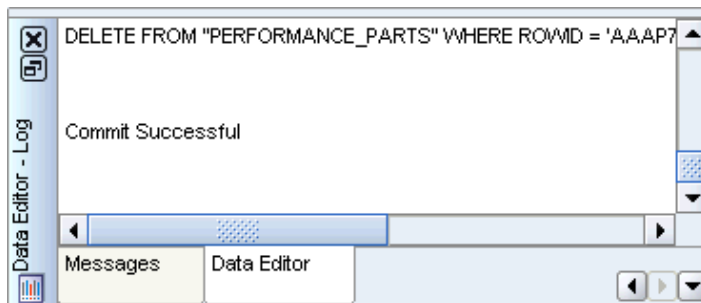 DELETE FROM "PERFORMANCE_PARTS" WHERE ROWID = 'AAAP7
Commit Successful
Data Editor - Log
Messages
Data Editor